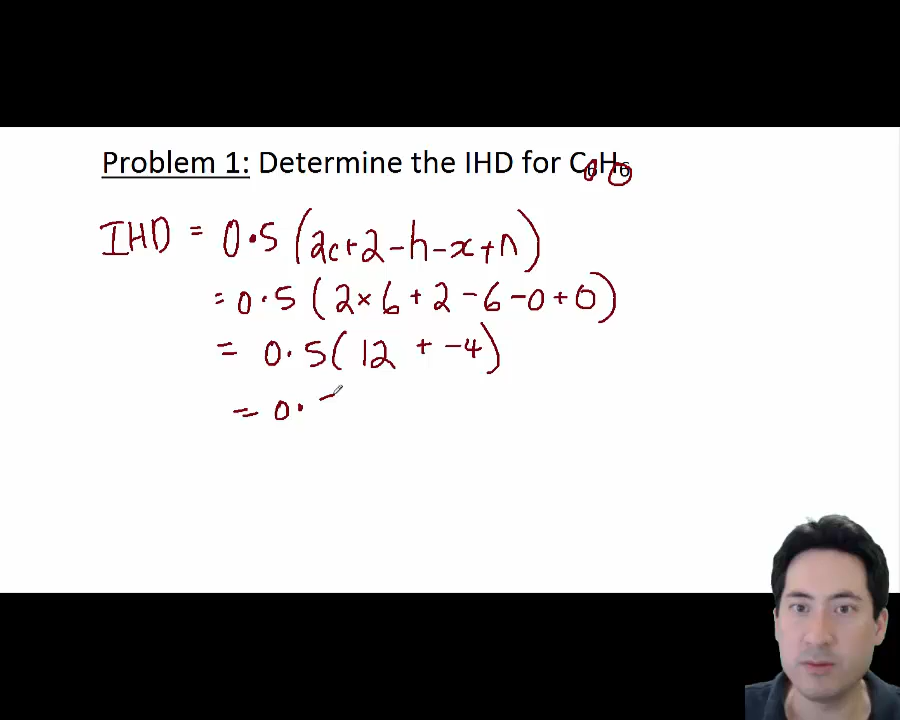 Problem 1: Determine the IHD for C₆H₆
IHD = 0.5 (2c+2-h-x+n)
= 0.5 (2×6+2-6-0+0)
= 0.5( 12 + -4)
= 0.